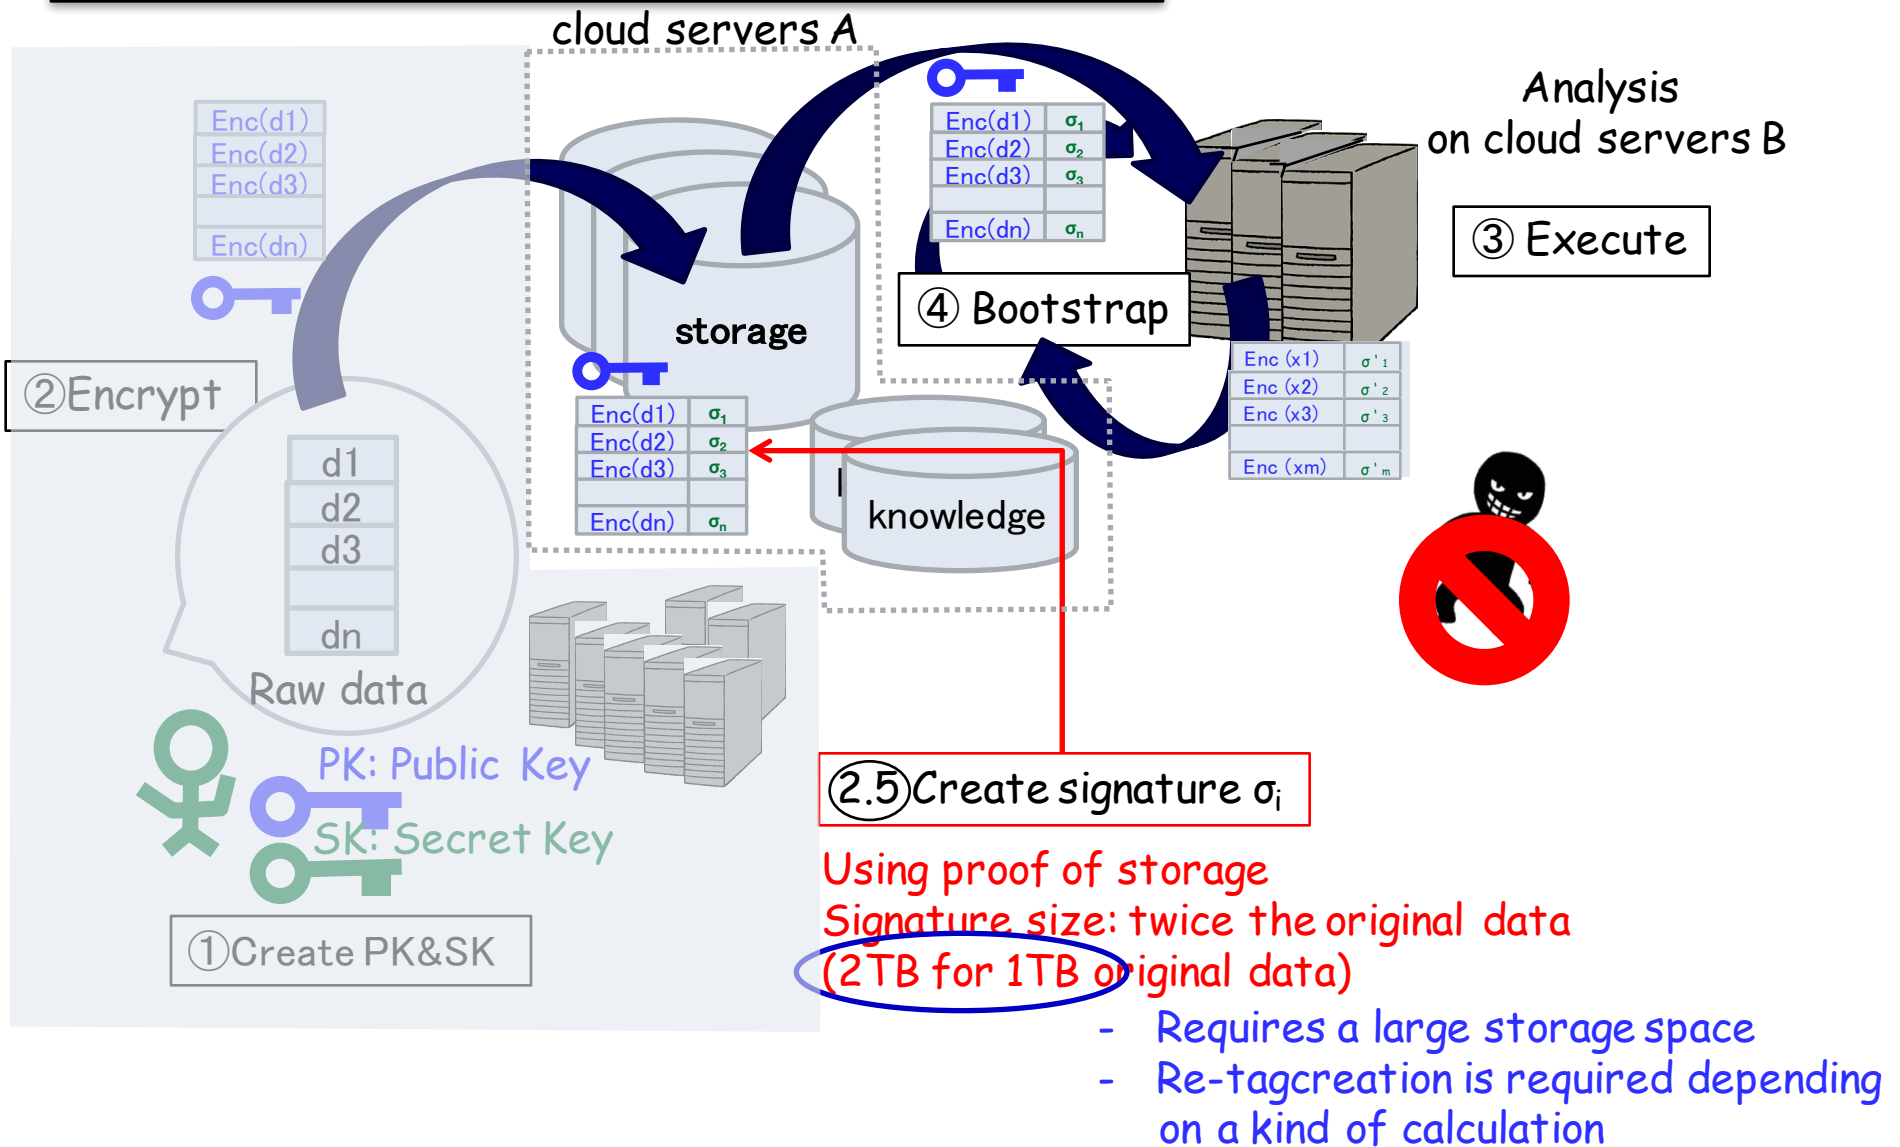 cloud servers A
Enc(d1)
Enc(d2)
Enc(d3)
Enc(dn)
②Encrypt
d1
d2
d3
dn
Raw data
PK: Public Key
SK: Secret Key
①Create PK&SK
storage
Enc(d1) σ1
Enc(d2) σ2
Enc(d3) σ3
Enc(dn) σn
knowledge
Enc(d1) σ1
Enc(d2) σ2
Enc(d3) σ3
Enc(dn) σn
④ Bootstrap
Analysis
on cloud servers B
③ Execute
Enc (x1) σ'1
Enc (x2) σ'2
Enc (x3) σ'3
Enc (xm) σ'm
2.5 Create signature σi
Using proof of storage
Signature size: twice the original data
(2TB for 1TB original data)
- Requires a large storage space
- Re-tagcreation is required depending
on a kind of calculation